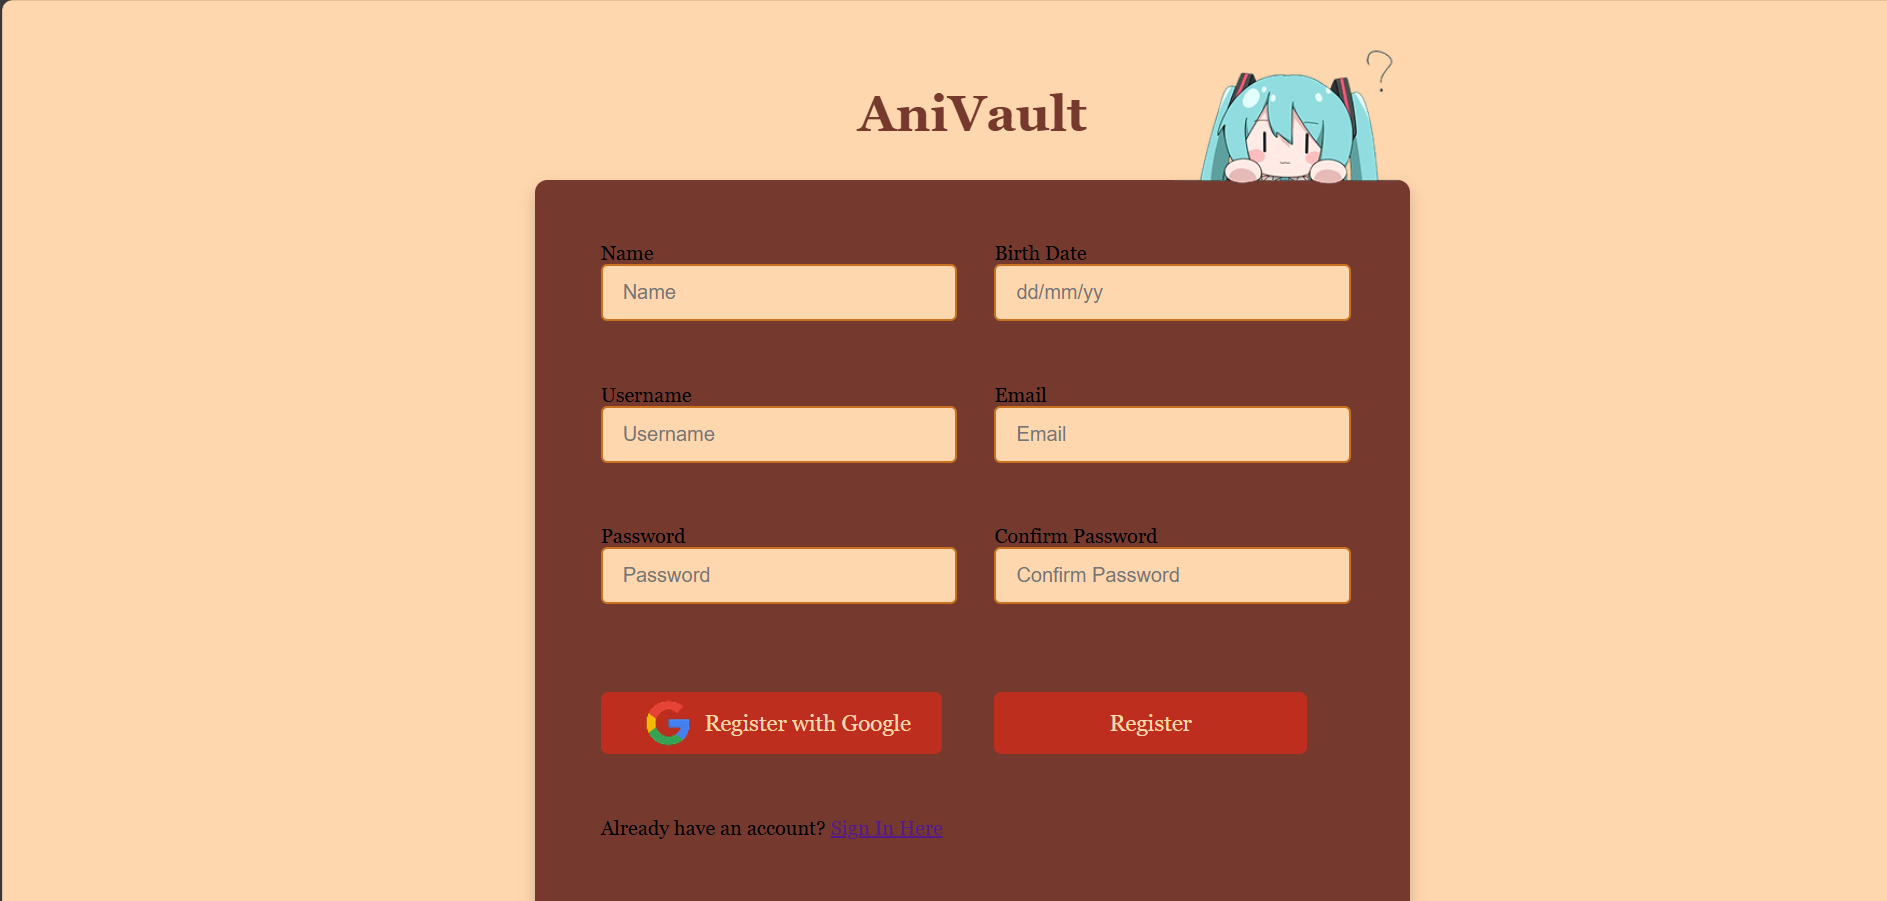 AniVault
?
Name Birth Date
Name dd/mm/yy
Username Email
Username Email
Password Confirm Password
Password Confirm Password
Register with Google Register
Already have an account? Sign In Here